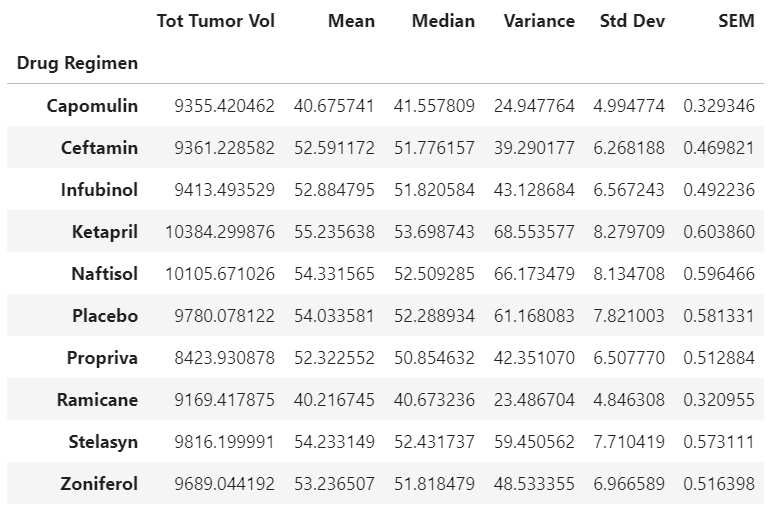 Tot Tumor Vol Mean Median Variance Std Dev SEM
Drug Regimen
Capomulin 9355.420462 40.675741 41.557809 24.947764 4.994774 0.329346
Ceftamin 9361.228582 52.591172 51.776157 39.290177 6.268188 0.469821
Infubinol 9413.493529 52.884795 51.820584 43.128684 6.567243 0.492236
Ketapril 10384.299876 55.235638 53.698743 68.553577 8.279709 0.603860
Naftisol 10105.671026 54.331565 52.509285 66.173479 8.134708 0.596466
Placebo 9780.078122 54.033581 52.288934 61.168083 7.821003 0.581331
Propriva 8423.930878 52.322552 50.854632 42.351070 6.507770 0.512884
Ramicane 9169.417875 40.216745 40.673236 23.486704 4.846308 0.320955
Stelasyn 9816.199991 54.233149 52.431737 59.450562 7.710419 0.573111
Zoniferol 9689.044192 53.236507 51.818479 48.533355 6.966589 0.516398